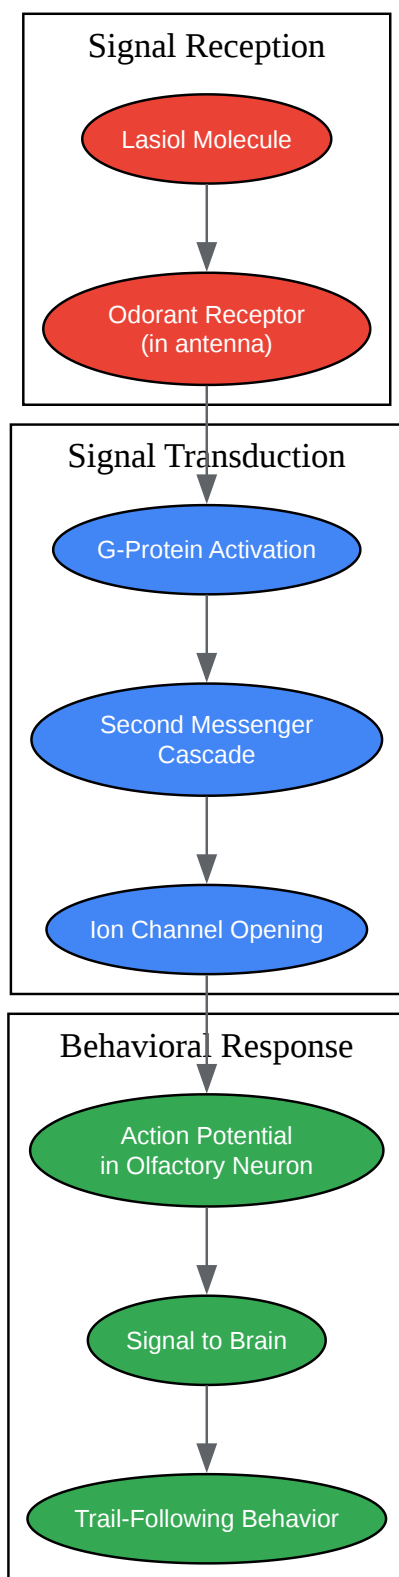 Signal Reception
Lasiol Molecule
Odorant Receptor
(in antenna)
Signal Transduction
G-Protein Activation
Second Messenger
Cascade
Ion Channel Opening
Behavioral Response
Action Potential
in Olfactory Neuron
Signal to Brain
Trail-Following Behavior